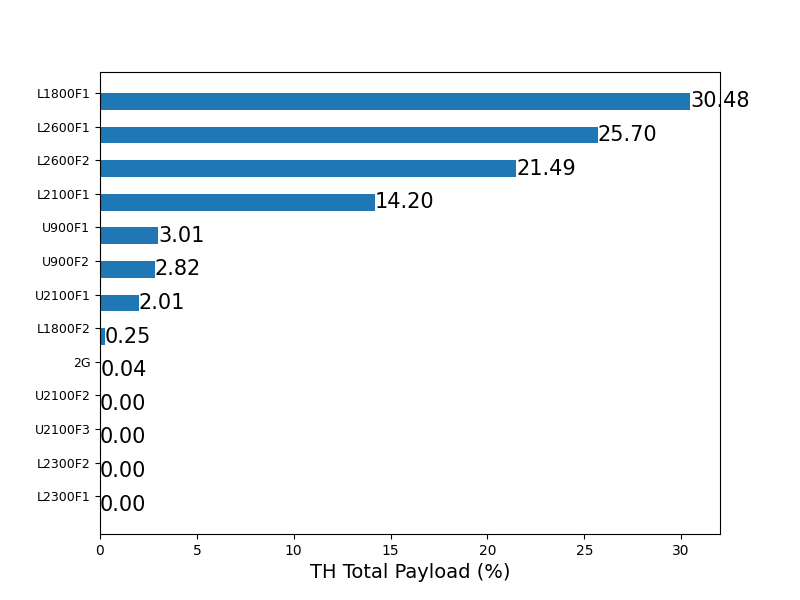 L1800F1 30.48
L2600F1 25.70
L2600F2 21.49
L2100F1 14.20
U900F1 3.01
U900F2 2.82
U2100F1 2.01
L1800F2 0.25
2G 0.04
U2100F2 0.00
U2100F3 0.00
L2300F2 0.00
L2300F1 0.00
0 5 10 15 20 25 30
TH Total Payload (%)